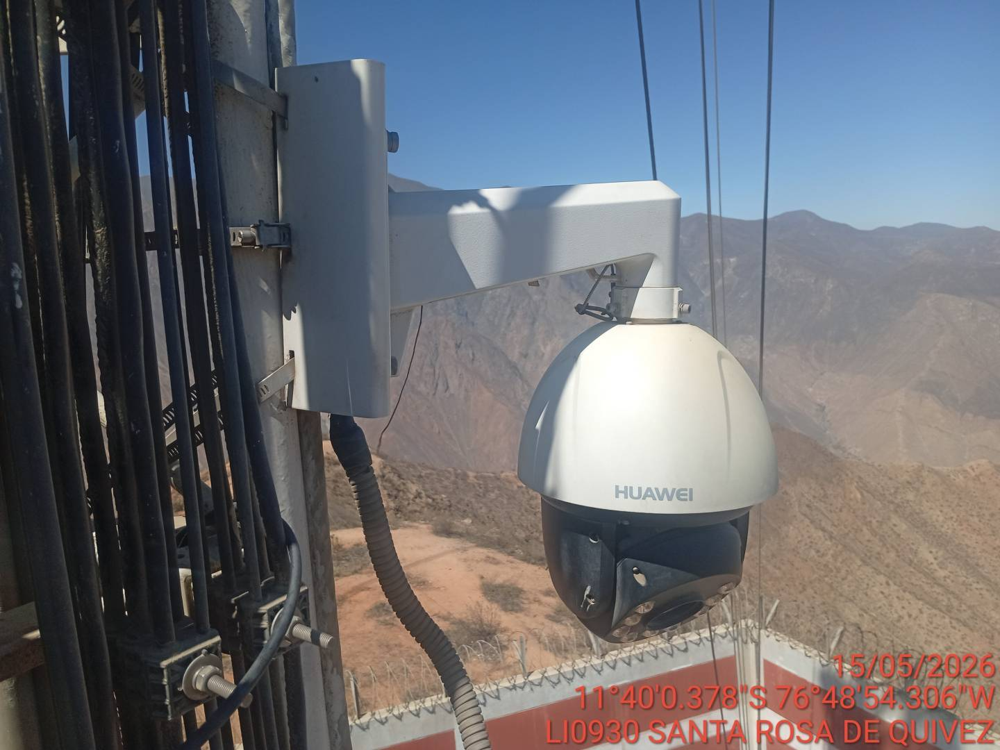 HUAWEI
15/05/2026
11°40'0.378"S 76°48'54.306"W
LI0930 SANTA ROSA DE QUIVEZ